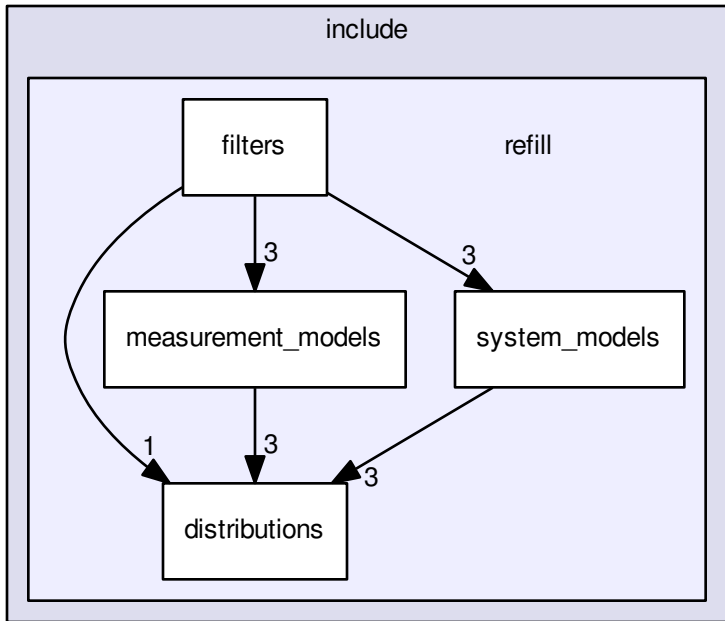 include
filters
refill
3
3
measurement_models
system_models
1
3
3
distributions